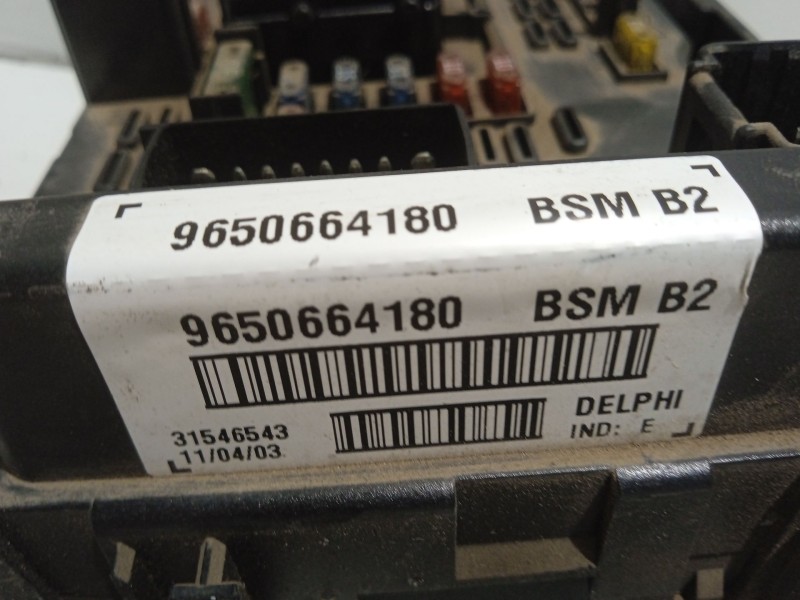 9650664180 BSM B2
9650664180 BSM B2
31546543
11/04/03
DELPHI
IND: E